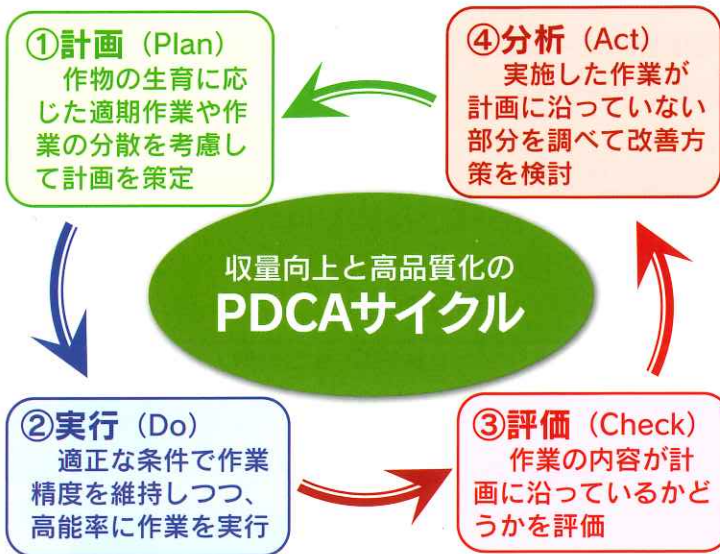 ①計画（Plan）
作物の生育に応
じた適期作業や作
業の分散を考慮し
て計画を策定
④分析（Act）
実施した作業が
計画に沿っていない
部分を調べて改善方
策を検討
収量向上と高品質化の
PDCAサイクル
②実行（Do）
適正な条件で作業
精度を維持しつつ、
高能率に作業を実行
③評価（Check）
作業の内容が計
画に沿っているかど
うかを評価